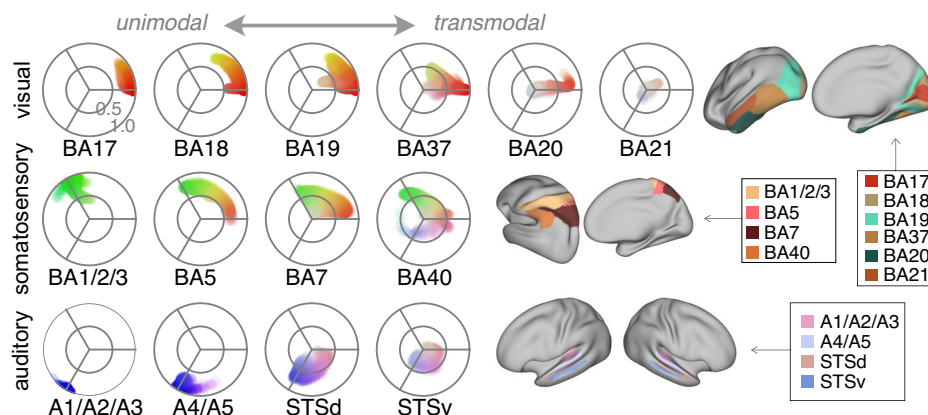 unimodal transmodal
visual
0.5
1.0
BA17 BA18 BA19 BA37 BA20 BA21
somatosensory
BA1/2/3 BA5 BA7 BA40
auditory
A1/A2/A3 A4/A5 STSd STSv
BA1/2/3
BA5
BA7
BA40
BA17
BA18
BA19
BA37
BA20
BA21
A1/A2/A3
A4/A5
STSd
STSv